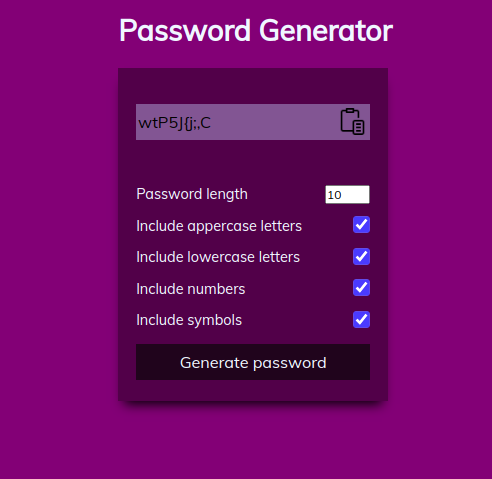 Password Generator
wtP5J{j;,,C
Password length
10
Include appercase letters
Include lowercase letters
Include numbers
Include symbols
Generate password